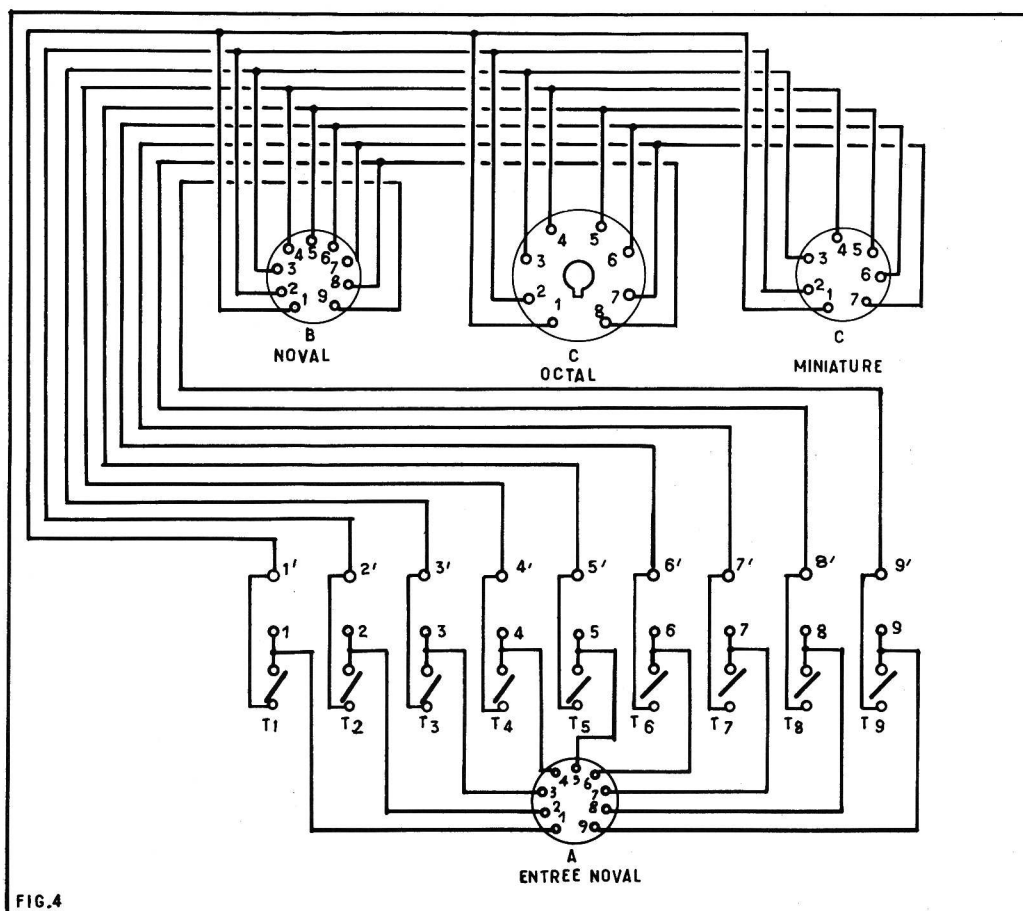 4 5 6
3 7
2 8
1 9
B
NOVAL
4 5
3 6
2 7
1 8
C
OCTAL
4 5
3 6
2 7
1
C
MINIATURE
1' 2' 3' 4' 5' 6' 7' 8' 9'
1 2 3 4 5 6 7 8 9
T1 T2 T3 T4 T5 T6 T7 T8 T9
4 5 6
3 7
2 8
1 9
A
ENTREE NOVAL
FIG.4